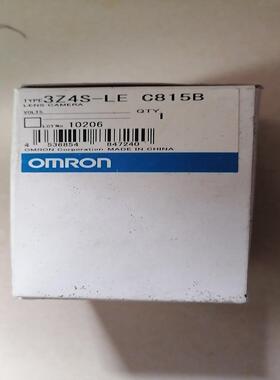 TYPE 3Z4S-LE C815B
LENS CAMERA
VOLTS QTY
1
LOT No 10206
4 536854 847240
OMRON Corporation MADE IN CHINA
OMRON